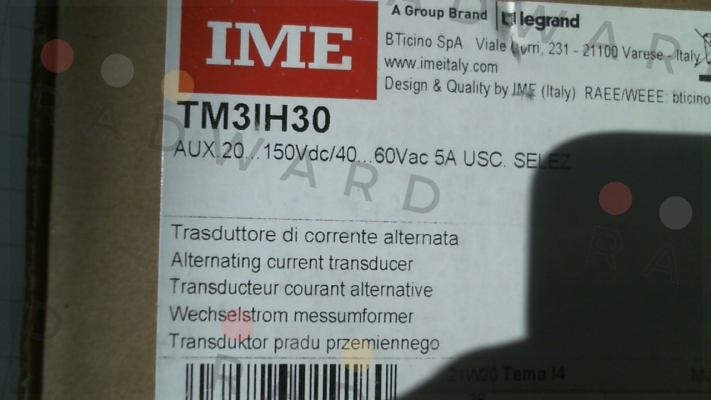 IME
A Group Brand legrand
BTicino SpA Viale Borri, 231 - 21100 Varese - Italy
www.imeitaly.com
Design & Quality by IME (Italy) RAEE/WEEE: bticino
TM3IH30
AUX.20...150Vdc/40...60Vac 5A USC. SELEZ
Trasduttore di corrente alternata
Alternating current transducer
Transducteur courant alternative
Wechselstrom messumformer
Transduktor pradu przemiennego
21W20 Tema I4
RADWARD